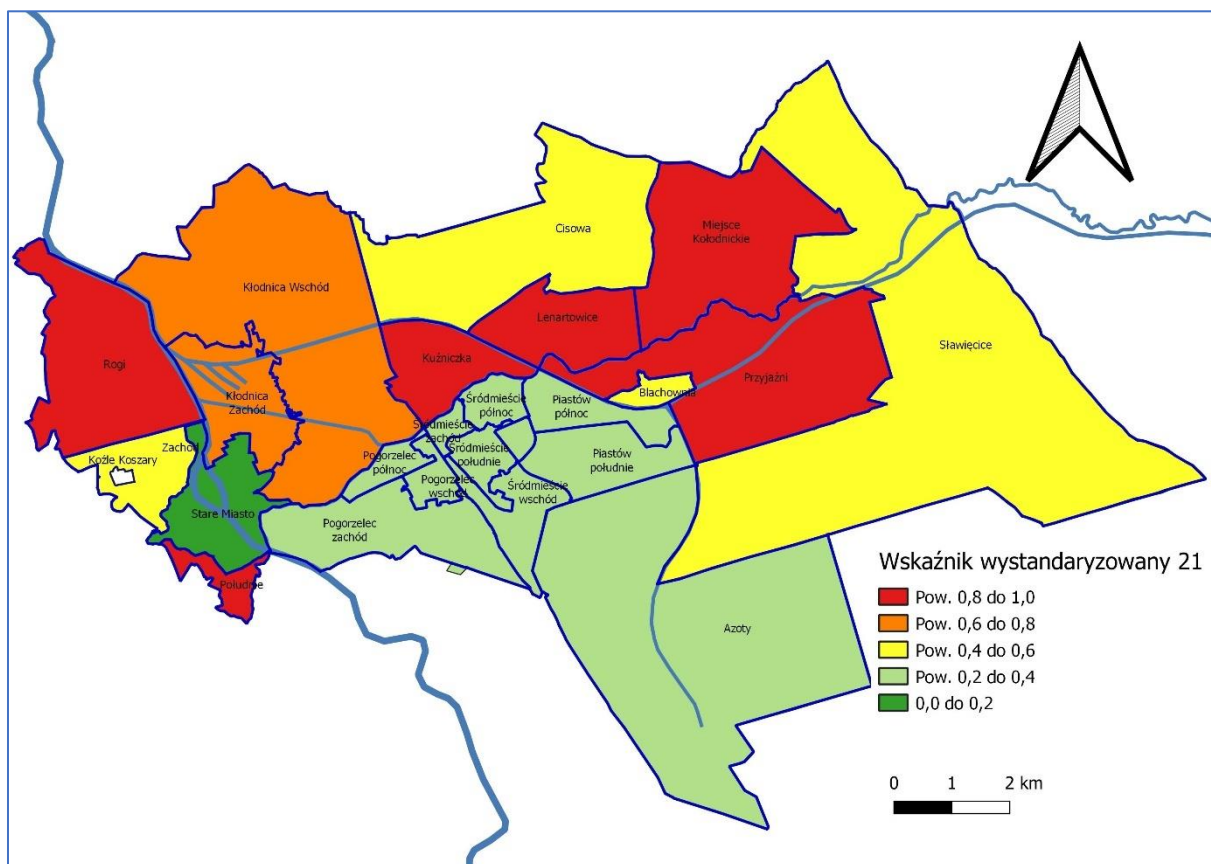 Cisowa
Miejsce
Kołodnickie
Kłodnica Wschód
Lenartowice
Sławięcice
Rogi
Kuźniczka
Przyjaźni
Blachownia
Kłodnica
Zachód
Śródmieście
północ
Piastów
północ
Śródmieście
zachód
Zachód
Koźle Koszary
Pogorzelec
północ
Śródmieście
południe
Piastów
południe
Pogorzelec
wschód
Śródmieście
wschód
Stare Miasto
Pogorzelec
zachód
Południe
Azoty
Wskaźnik wystandaryzowany 21
Pow. 0,8 do 1,0
Pow. 0,6 do 0,8
Pow. 0,4 do 0,6
Pow. 0,2 do 0,4
0,0 do 0,2
0 1 2 km